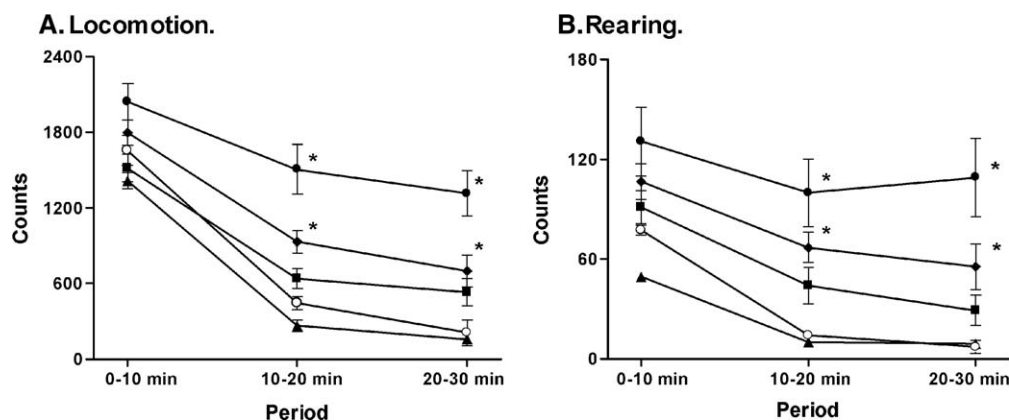 A. Locomotion.
2400
1800
1200
600
0
Counts
*
*
*
*
0-10 min 10-20 min 20-30 min
Period
B. Rearing.
180
120
60
0
Counts
*
*
*
*
0-10 min 10-20 min 20-30 min
Period